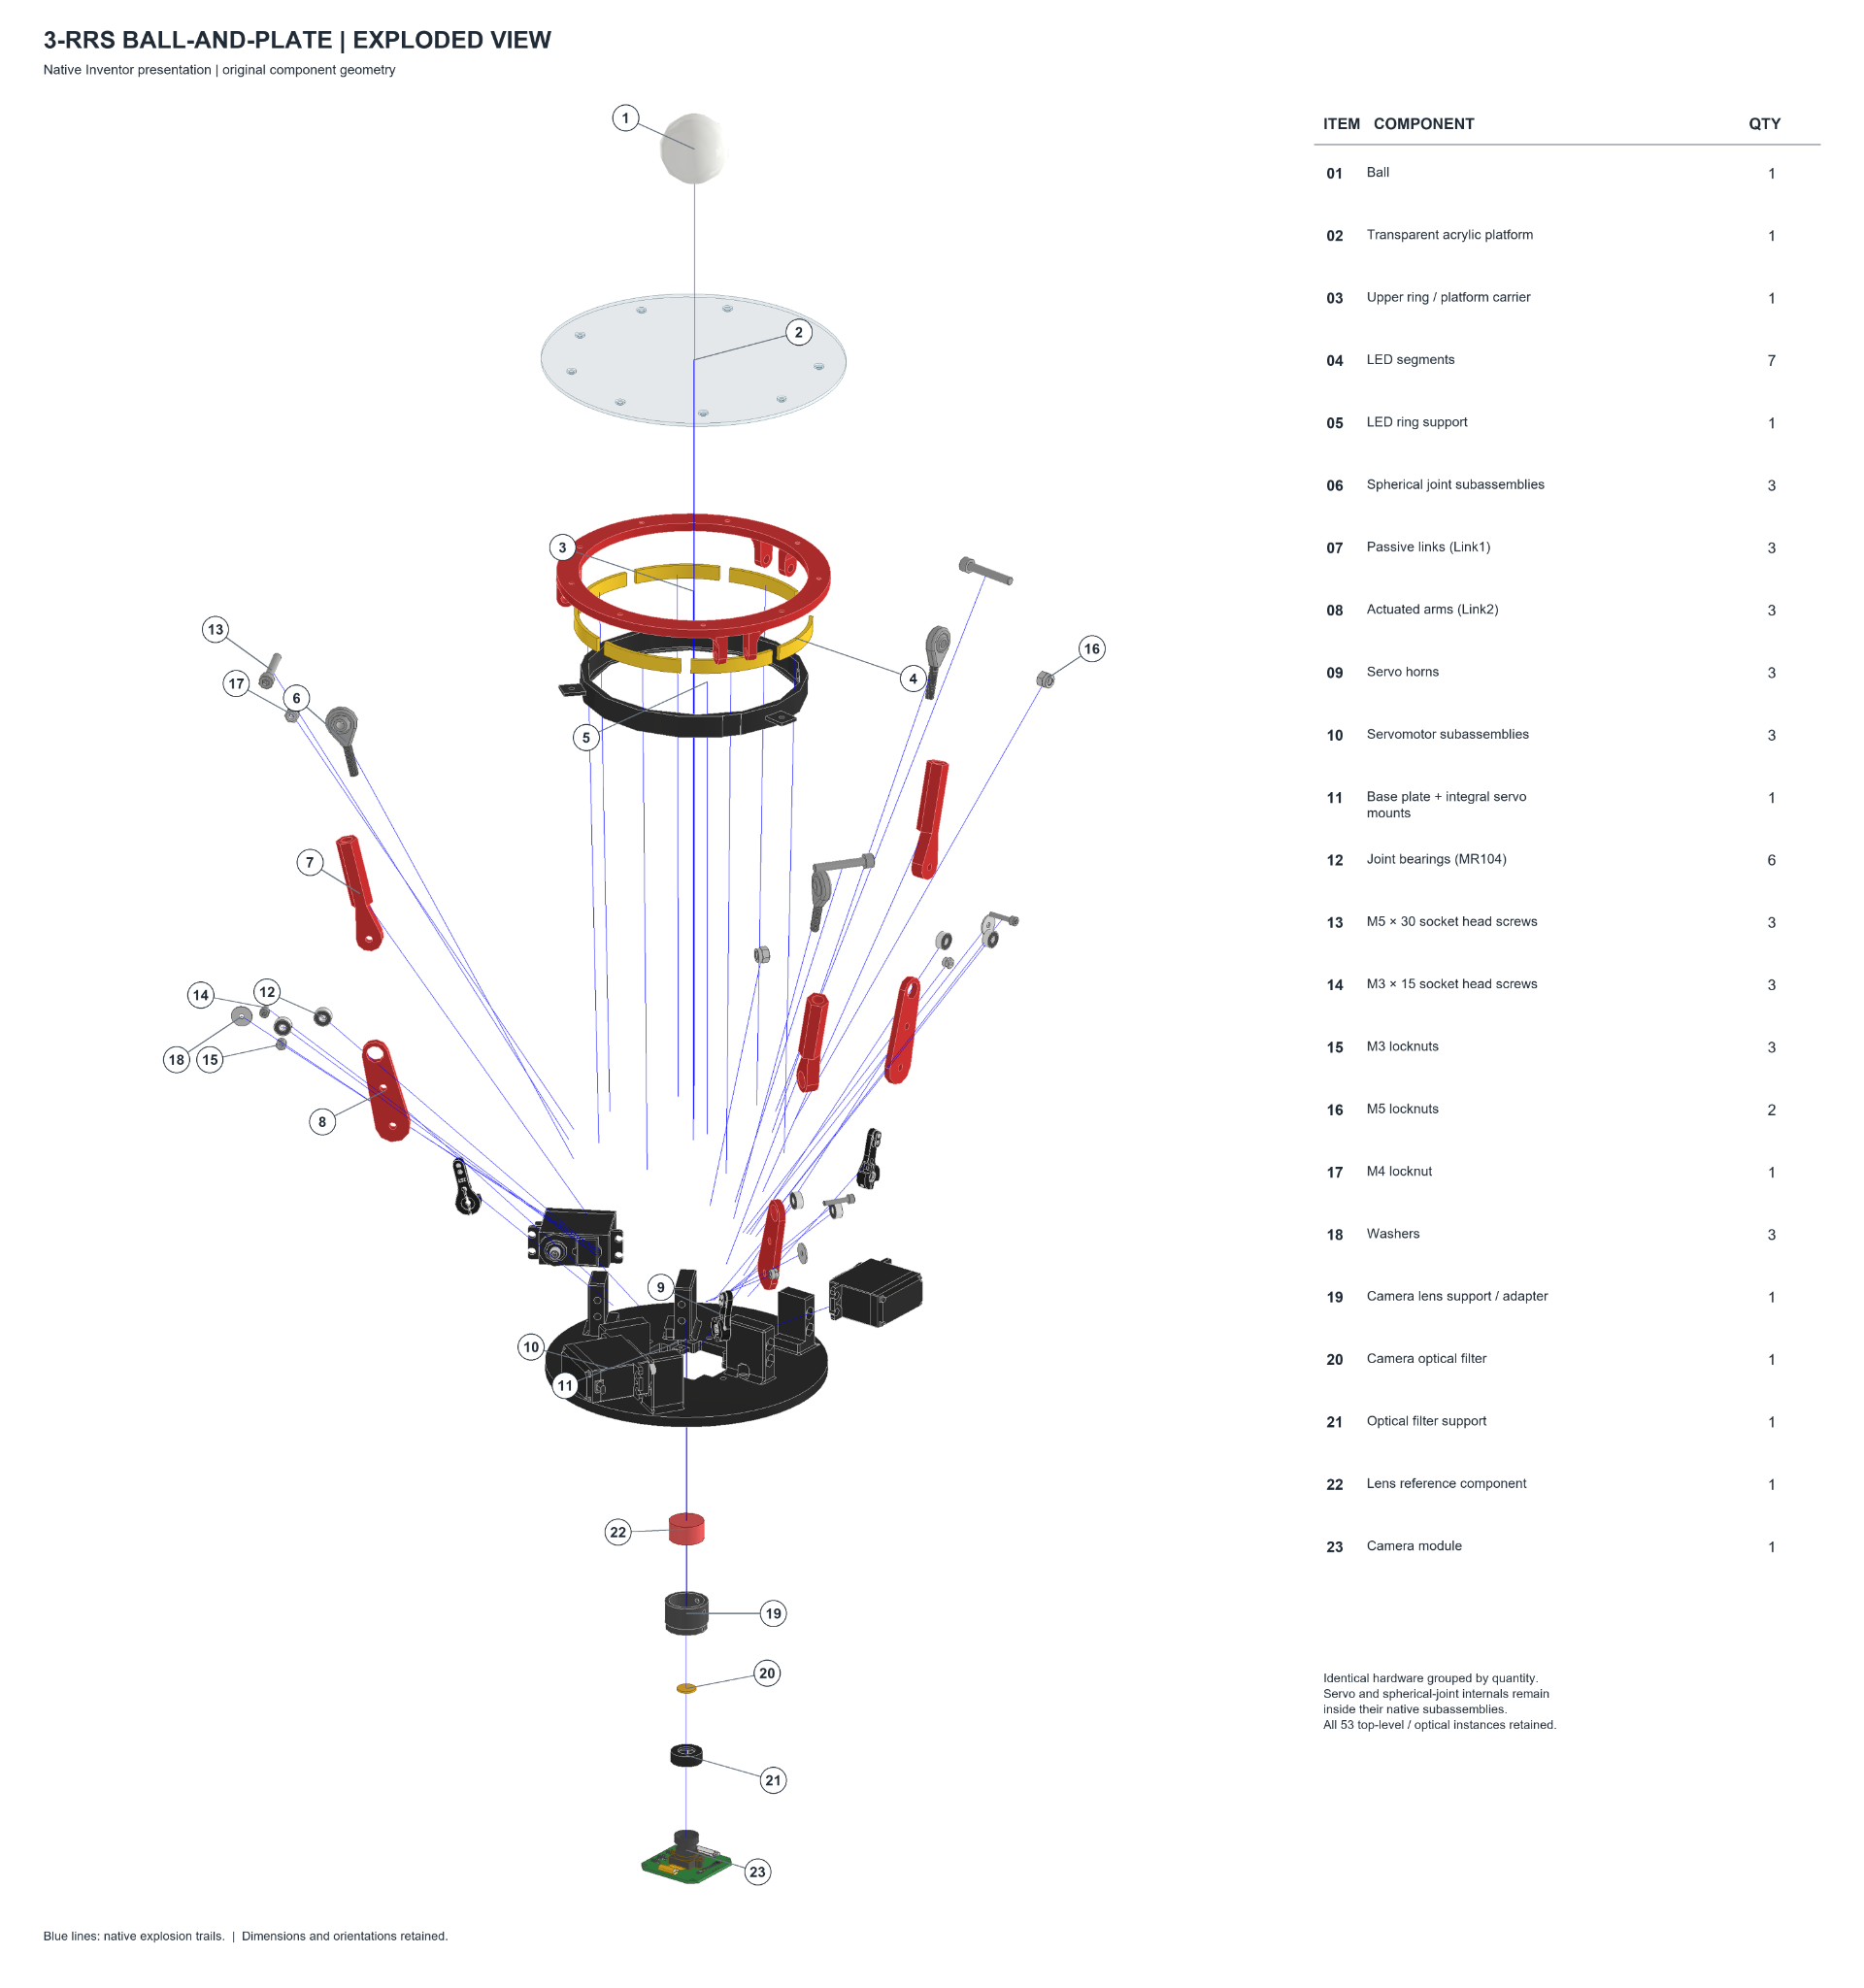 3-RRS BALL-AND-PLATE | EXPLODED VIEW
Native Inventor presentation | original component geometry
1
2
3
4
5
13
17
6
16
7
14
12
18
15
8
9
10
11
22
19
20
21
23
ITEM COMPONENT QTY
01 Ball 1
02 Transparent acrylic platform 1
03 Upper ring / platform carrier 1
04 LED segments 7
05 LED ring support 1
06 Spherical joint subassemblies 3
07 Passive links (Link1) 3
08 Actuated arms (Link2) 3
09 Servo horns 3
10 Servomotor subassemblies 3
11 Base plate + integral servo 1
mounts
12 Joint bearings (MR104) 6
13 M5 × 30 socket head screws 3
14 M3 × 15 socket head screws 3
15 M3 locknuts 3
16 M5 locknuts 2
17 M4 locknut 1
18 Washers 3
19 Camera lens support / adapter 1
20 Camera optical filter 1
21 Optical filter support 1
22 Lens reference component 1
23 Camera module 1
Identical hardware grouped by quantity.
Servo and spherical-joint internals remain
inside their native subassemblies.
All 53 top-level / optical instances retained.
Blue lines: native explosion trails. | Dimensions and orientations retained.